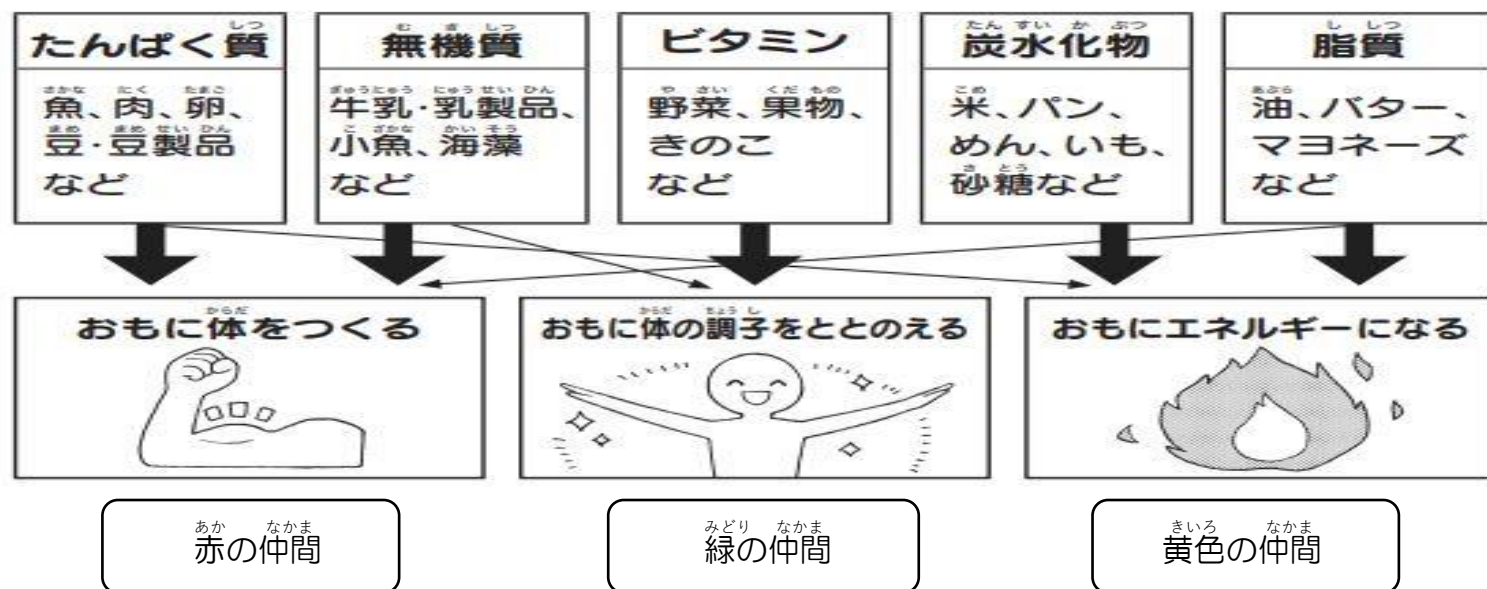 たんぱく質
魚、肉、卵、
豆・豆製品
など
無機質
牛乳・乳製品、
小魚、海藻
など
ビタミン
野菜、果物、
きのこ
など
炭水化物
米、パン、
めん、いも、
砂糖など
脂質
油、バター、
マヨネーズ
など
おもに体をつくる
おもに体の調子をととのえる
おもにエネルギーになる
赤の仲間
緑の仲間
黄色の仲間